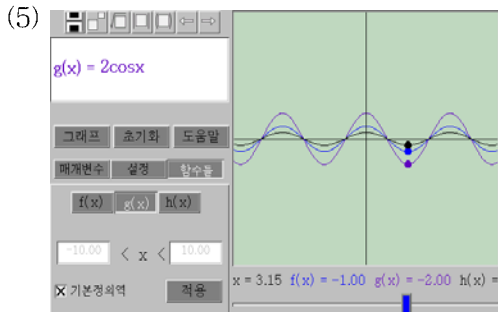 (5)
g(x) = 2cosx
그래프 초기화 도움말
매개변수 설정 함수들
f(x) g(x) h(x)
-10.00 < x < 10.00
기본정의역 적용
x = 3.15 f(x) = -1.00 g(x) = -2.00 h(x) =